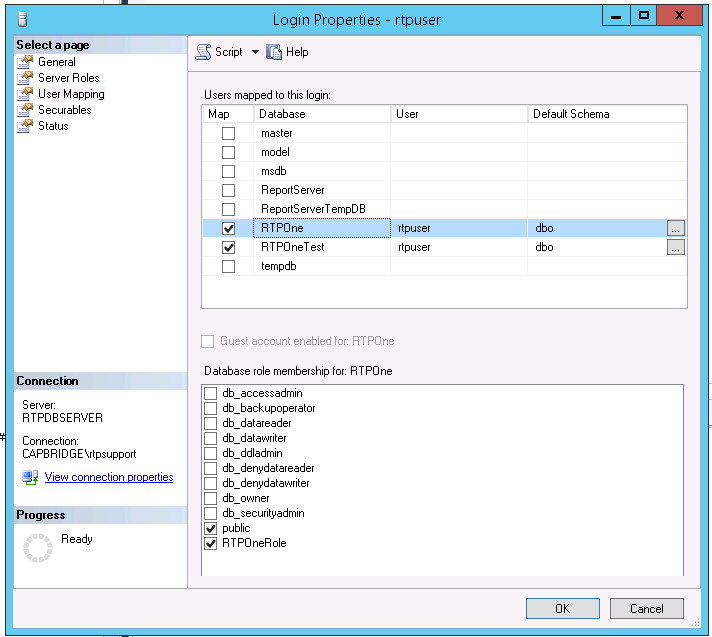 Login Properties - rtpuser
Select a page
General
Server Roles
User Mapping
Securables
Status
Script Help
Users mapped to this login:
Map Database User Default Schema
master
model
msdb
ReportServer
ReportServerTempDB
RTPOne rtpuser dbo ...
RTPOneTest rtpuser dbo ...
tempdb
Guest account enabled for: RTPOne
Database role membership for: RTPOne
db_accessadmin
db_backupoperator
db_datareader
db_datawriter
db_ddladmin
db_denydatareader
db_denydatawriter
db_owner
db_securityadmin
public
RTPOneRole
Connection
Server:
RTPDBSERVER
Connection:
CAPBRIDGE\rtpsupport
View connection properties
Progress
Ready
OK Cancel
#